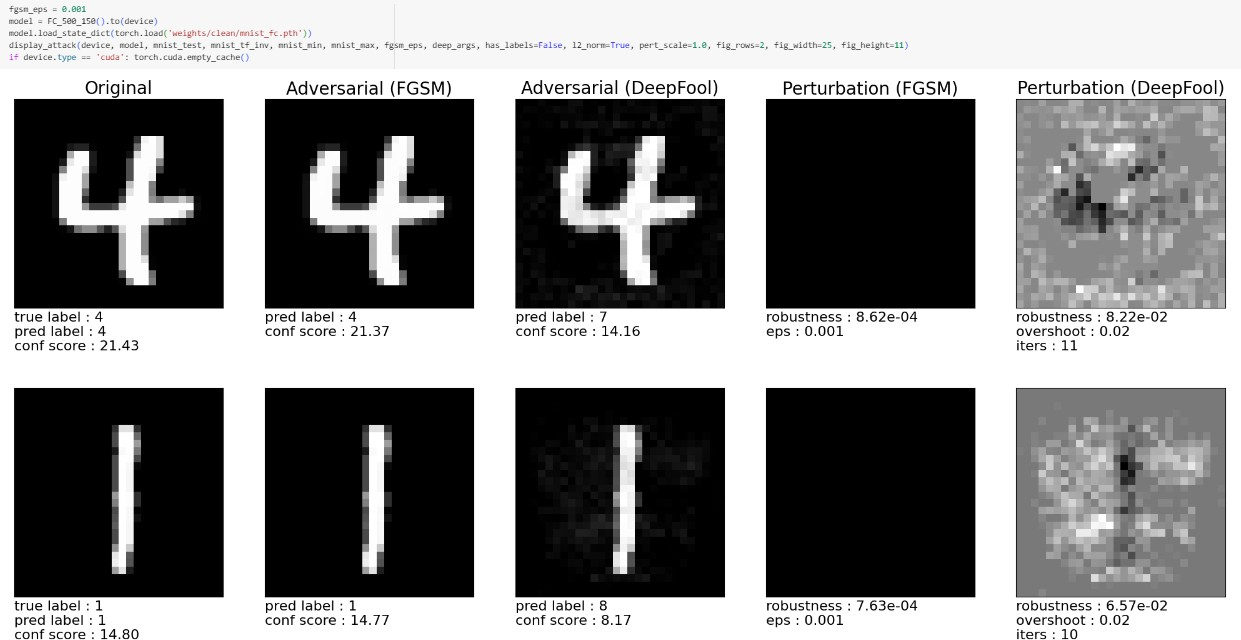 fgsm_eps = 0.001
model = FC_500_150().to(device)
model.load_state_dict(torch.load('weights/clean/mnist_fc.pth'))
display_attack(device, model, mnist_test, mnist_tf_inv, mnist_min, mnist_max, fgsm_eps, deep_args, has_labels=False, l2_norm=True, pert_scale=1.0, fig_rows=2, fig_width=25, fig_height=11)
if device.type == 'cuda': torch.cuda.empty_cache()
Original
Adversarial (FGSM)
Adversarial (DeepFool)
Perturbation (FGSM)
Perturbation (DeepFool)
true label : 4
pred label : 4
conf score : 21.43
pred label : 4
conf score : 21.37
pred label : 7
conf score : 14.16
robustness : 8.62e-04
eps : 0.001
robustness : 8.22e-02
overshoot : 0.02
iters : 11
true label : 1
pred label : 1
conf score : 14.80
pred label : 1
conf score : 14.77
pred label : 8
conf score : 8.17
robustness : 7.63e-04
eps : 0.001
robustness : 6.57e-02
overshoot : 0.02
iters : 10